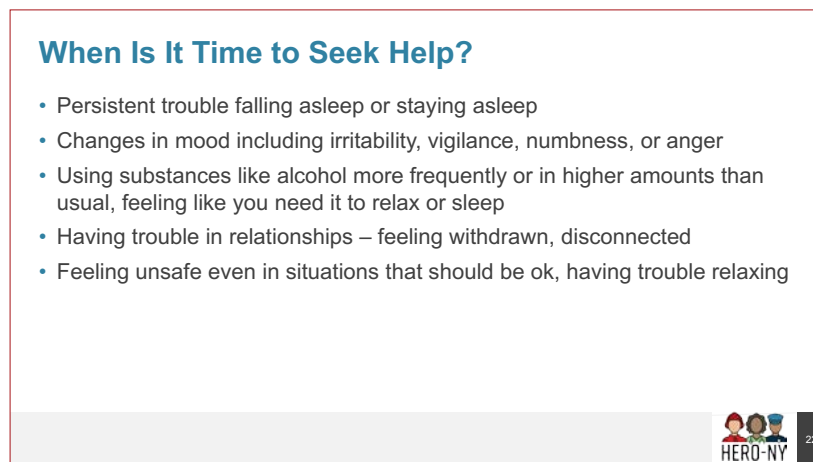 When Is It Time to Seek Help?
• Persistent trouble falling asleep or staying asleep
• Changes in mood including irritability, vigilance, numbness, or anger
• Using substances like alcohol more frequently or in higher amounts than
usual, feeling like you need it to relax or sleep
• Having trouble in relationships – feeling withdrawn, disconnected
• Feeling unsafe even in situations that should be ok, having trouble relaxing
HERO-NY